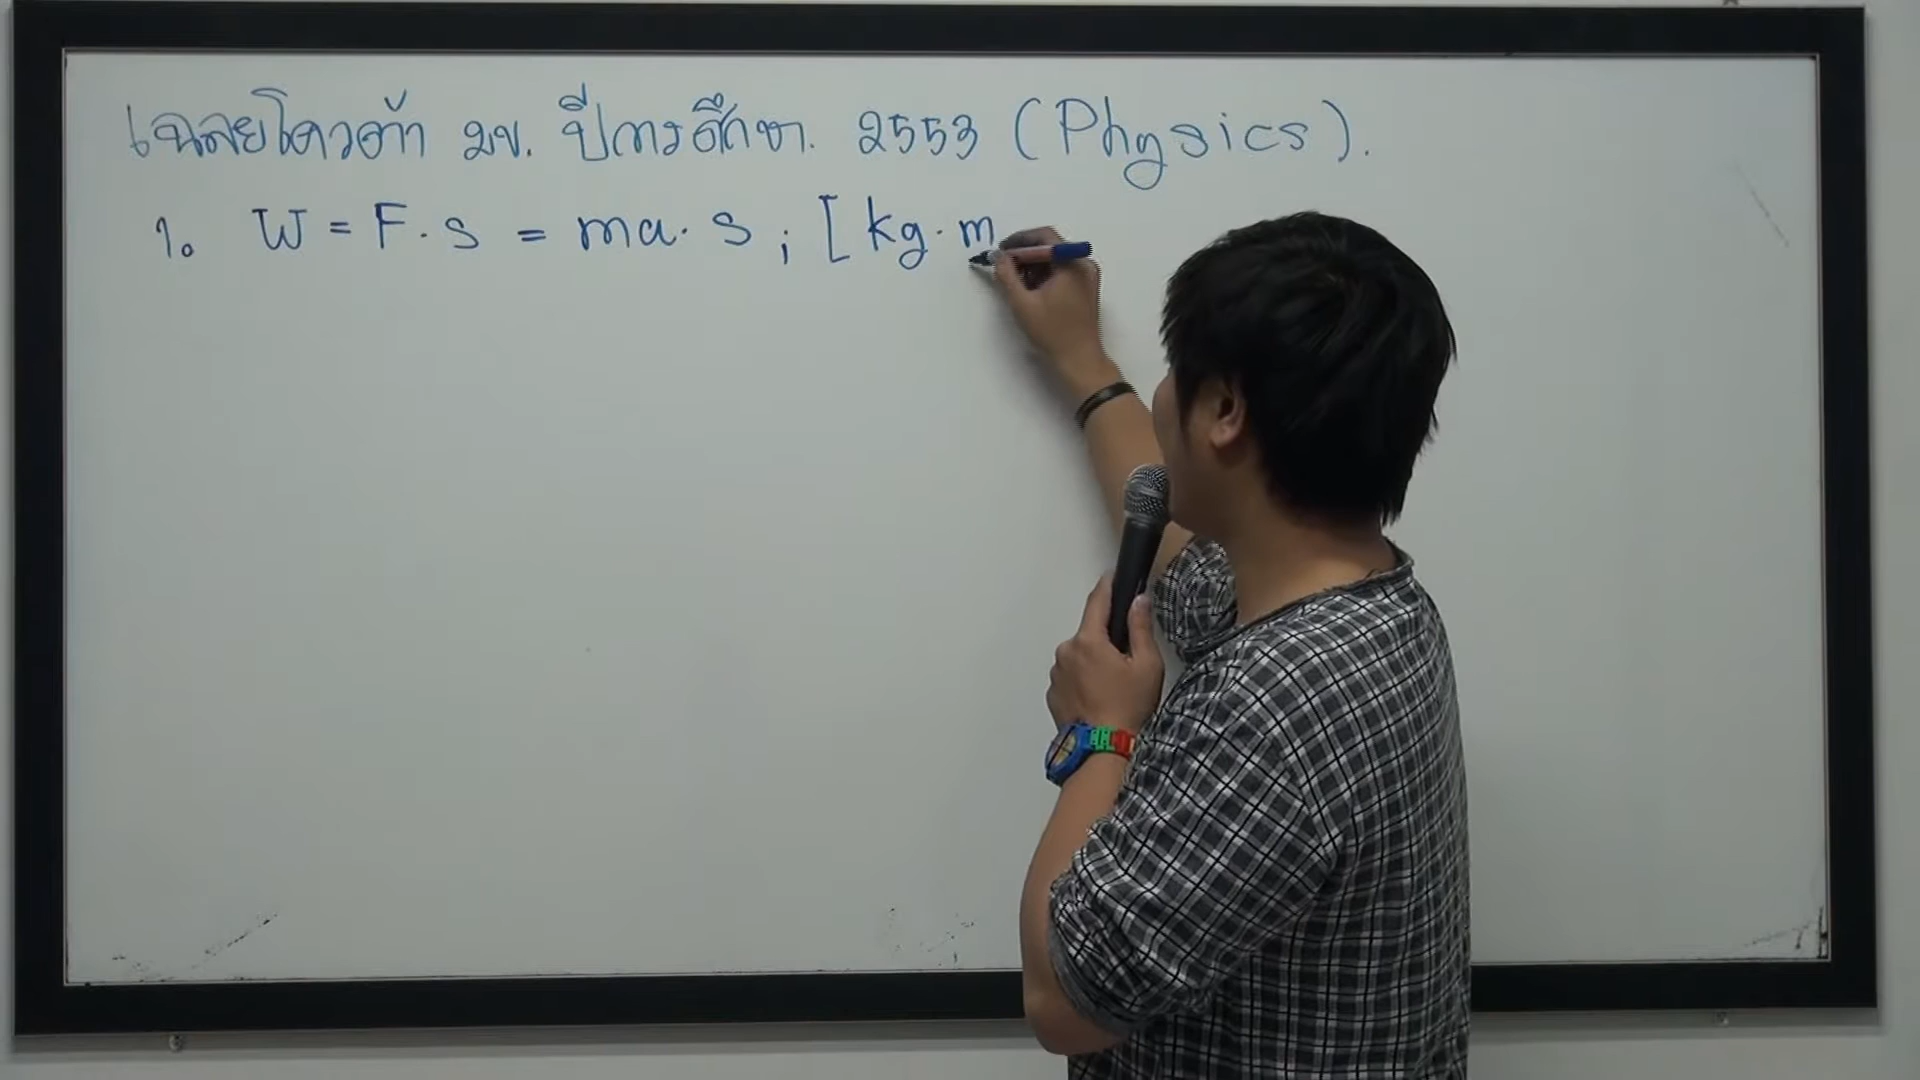 เฉลยโควต้า มข. ปีการศึกษา. 2553 (Physics).
1. W = F · s = ma · s ; [ kg · m